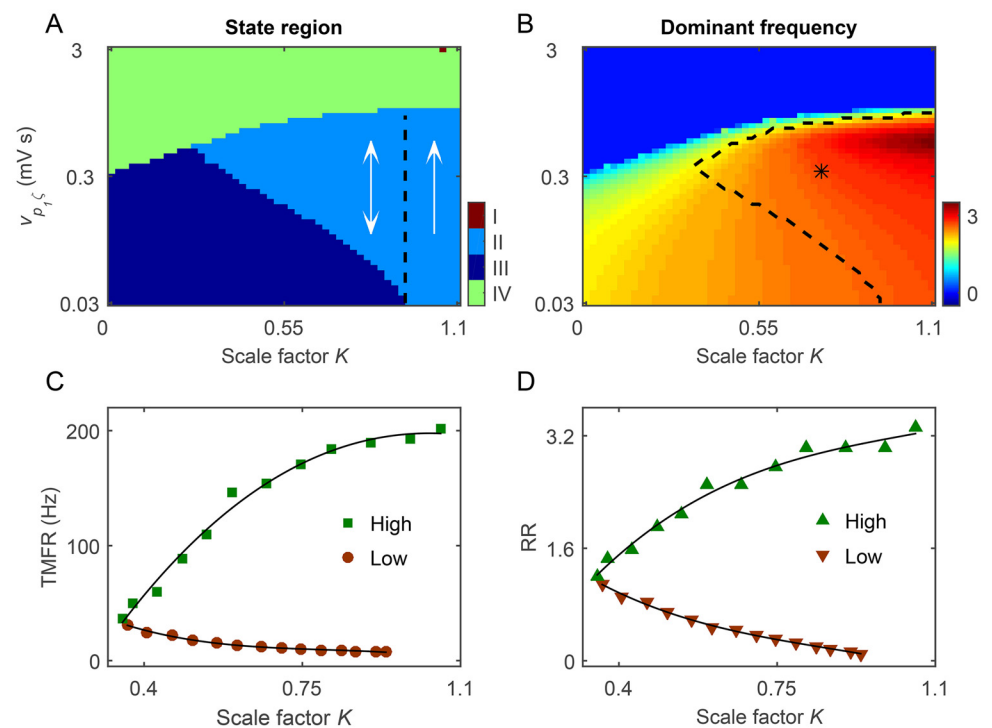 A
State region
B
Dominant frequency
3
0.3
0.03
v_{p_1 ζ} (mV s)
0
0.55
1.1
Scale factor K
I
II
III
IV
3
0.3
0.03
0
0.55
1.1
Scale factor K
3
2
1
0
C
200
100
0
TMFR (Hz)
0.4
0.75
1.1
Scale factor K
High
Low
D
3.2
1.6
0
RR
0.4
0.75
1.1
Scale factor K
High
Low